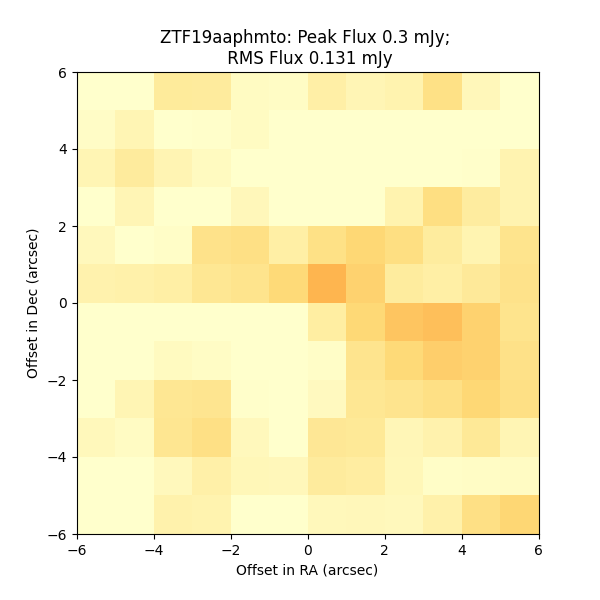 ZTF19aaphmto: Peak Flux 0.3 mJy;
RMS Flux 0.131 mJy
6
4
2
0
−2
−4
−6
Offset in Dec (arcsec)
−6 −4 −2 0 2 4 6
Offset in RA (arcsec)